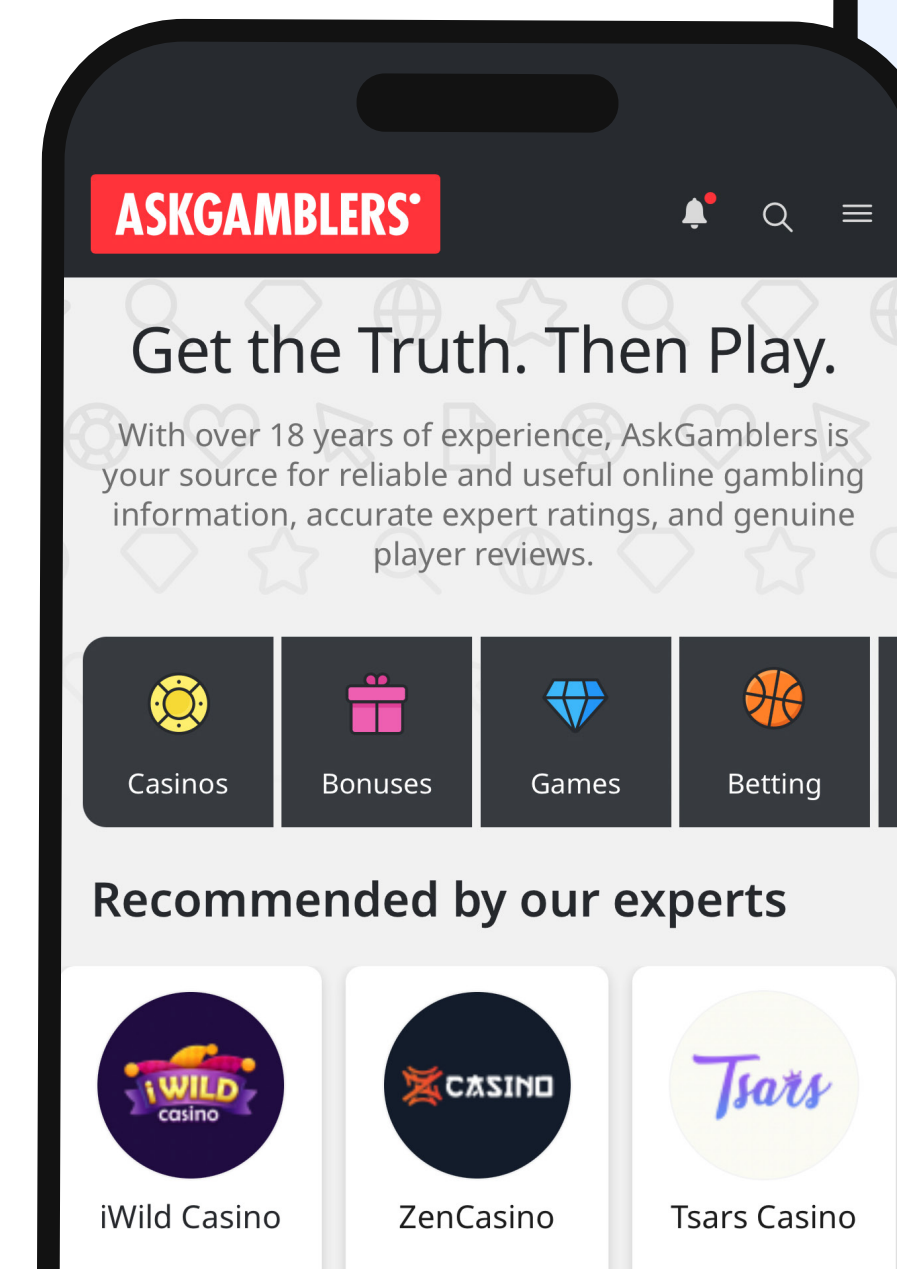 ASKGAMBLERS
Get the Truth. Then Play.
With over 18 years of experience, AskGamblers is
your source for reliable and useful online gambling
information, accurate expert ratings, and genuine
player reviews.
Casinos
Bonuses
Games
Betting
Recommended by our experts
iWILD
casino
CASINO
Tsars
iWild Casino
ZenCasino
Tsars Casino